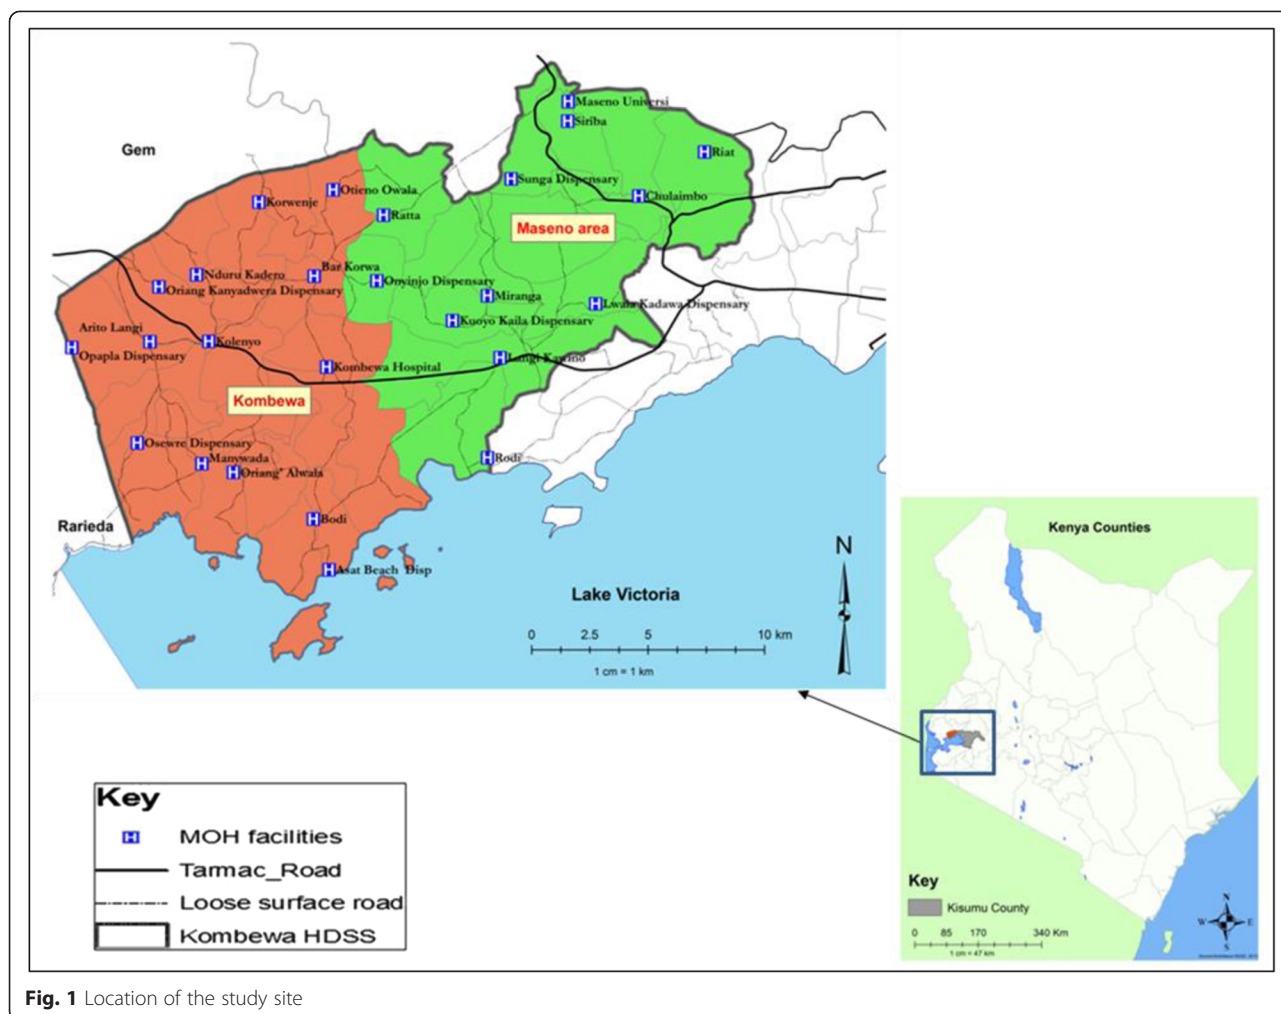 Gem
Maseno Universi
Siriba
Riat
Sunga Dispensary
Chulaimbo
Otieno Owala
Korwenje
Ratta
Maseno area
Bar Korwa
Nduru Kadero
Onyinjo Dispensary
Oriang Kanyadwera Dispensary
Miranga
Lwala Kadawa Dispensary
Kuoyo Kaila Dispensary
Arito Langi
Kolenyo
Opapla Dispensary
Langi Kawino
Kombewa Hospital
Kombewa
Osewre Dispensary
Manywada
Rodi
Oriang' Alwala
Bodi
Rarieda
Asat Beach Disp
Lake Victoria
N
0 2.5 5 10 km
1 cm = 1 km
Kenya Counties
Key
Kisumu County
0 85 170 340 Km
1 cm = 47 km
N
W E
S
Key
H MOH facilities
Tarmac_Road
Loose surface road
Kombewa HDSS
Fig. 1 Location of the study site